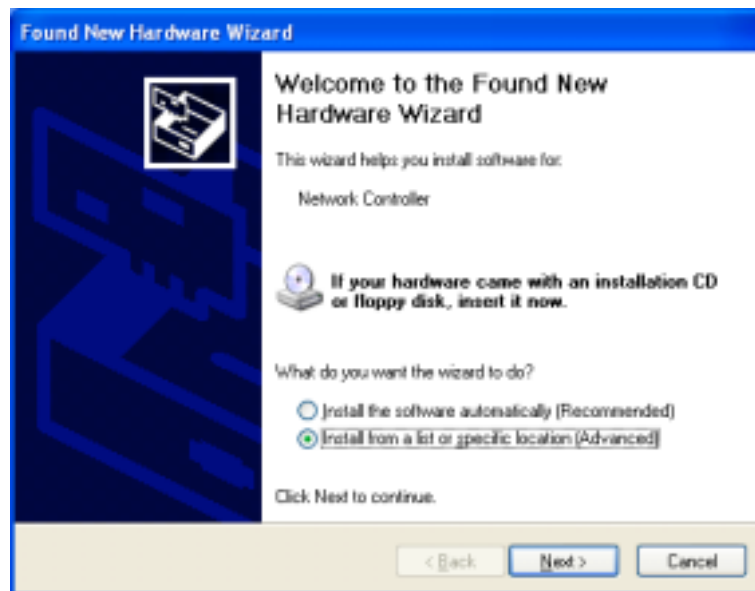 Found New Hardware Wizard
Welcome to the Found New
Hardware Wizard
This wizard helps you install software for:
Network Controller
If your hardware came with an installation CD
or floppy disk, insert it now.
What do you want the wizard to do?
Install the software automatically (Recommended)
Install from a list or specific location (Advanced)
Click Next to continue.
< Back Next > Cancel